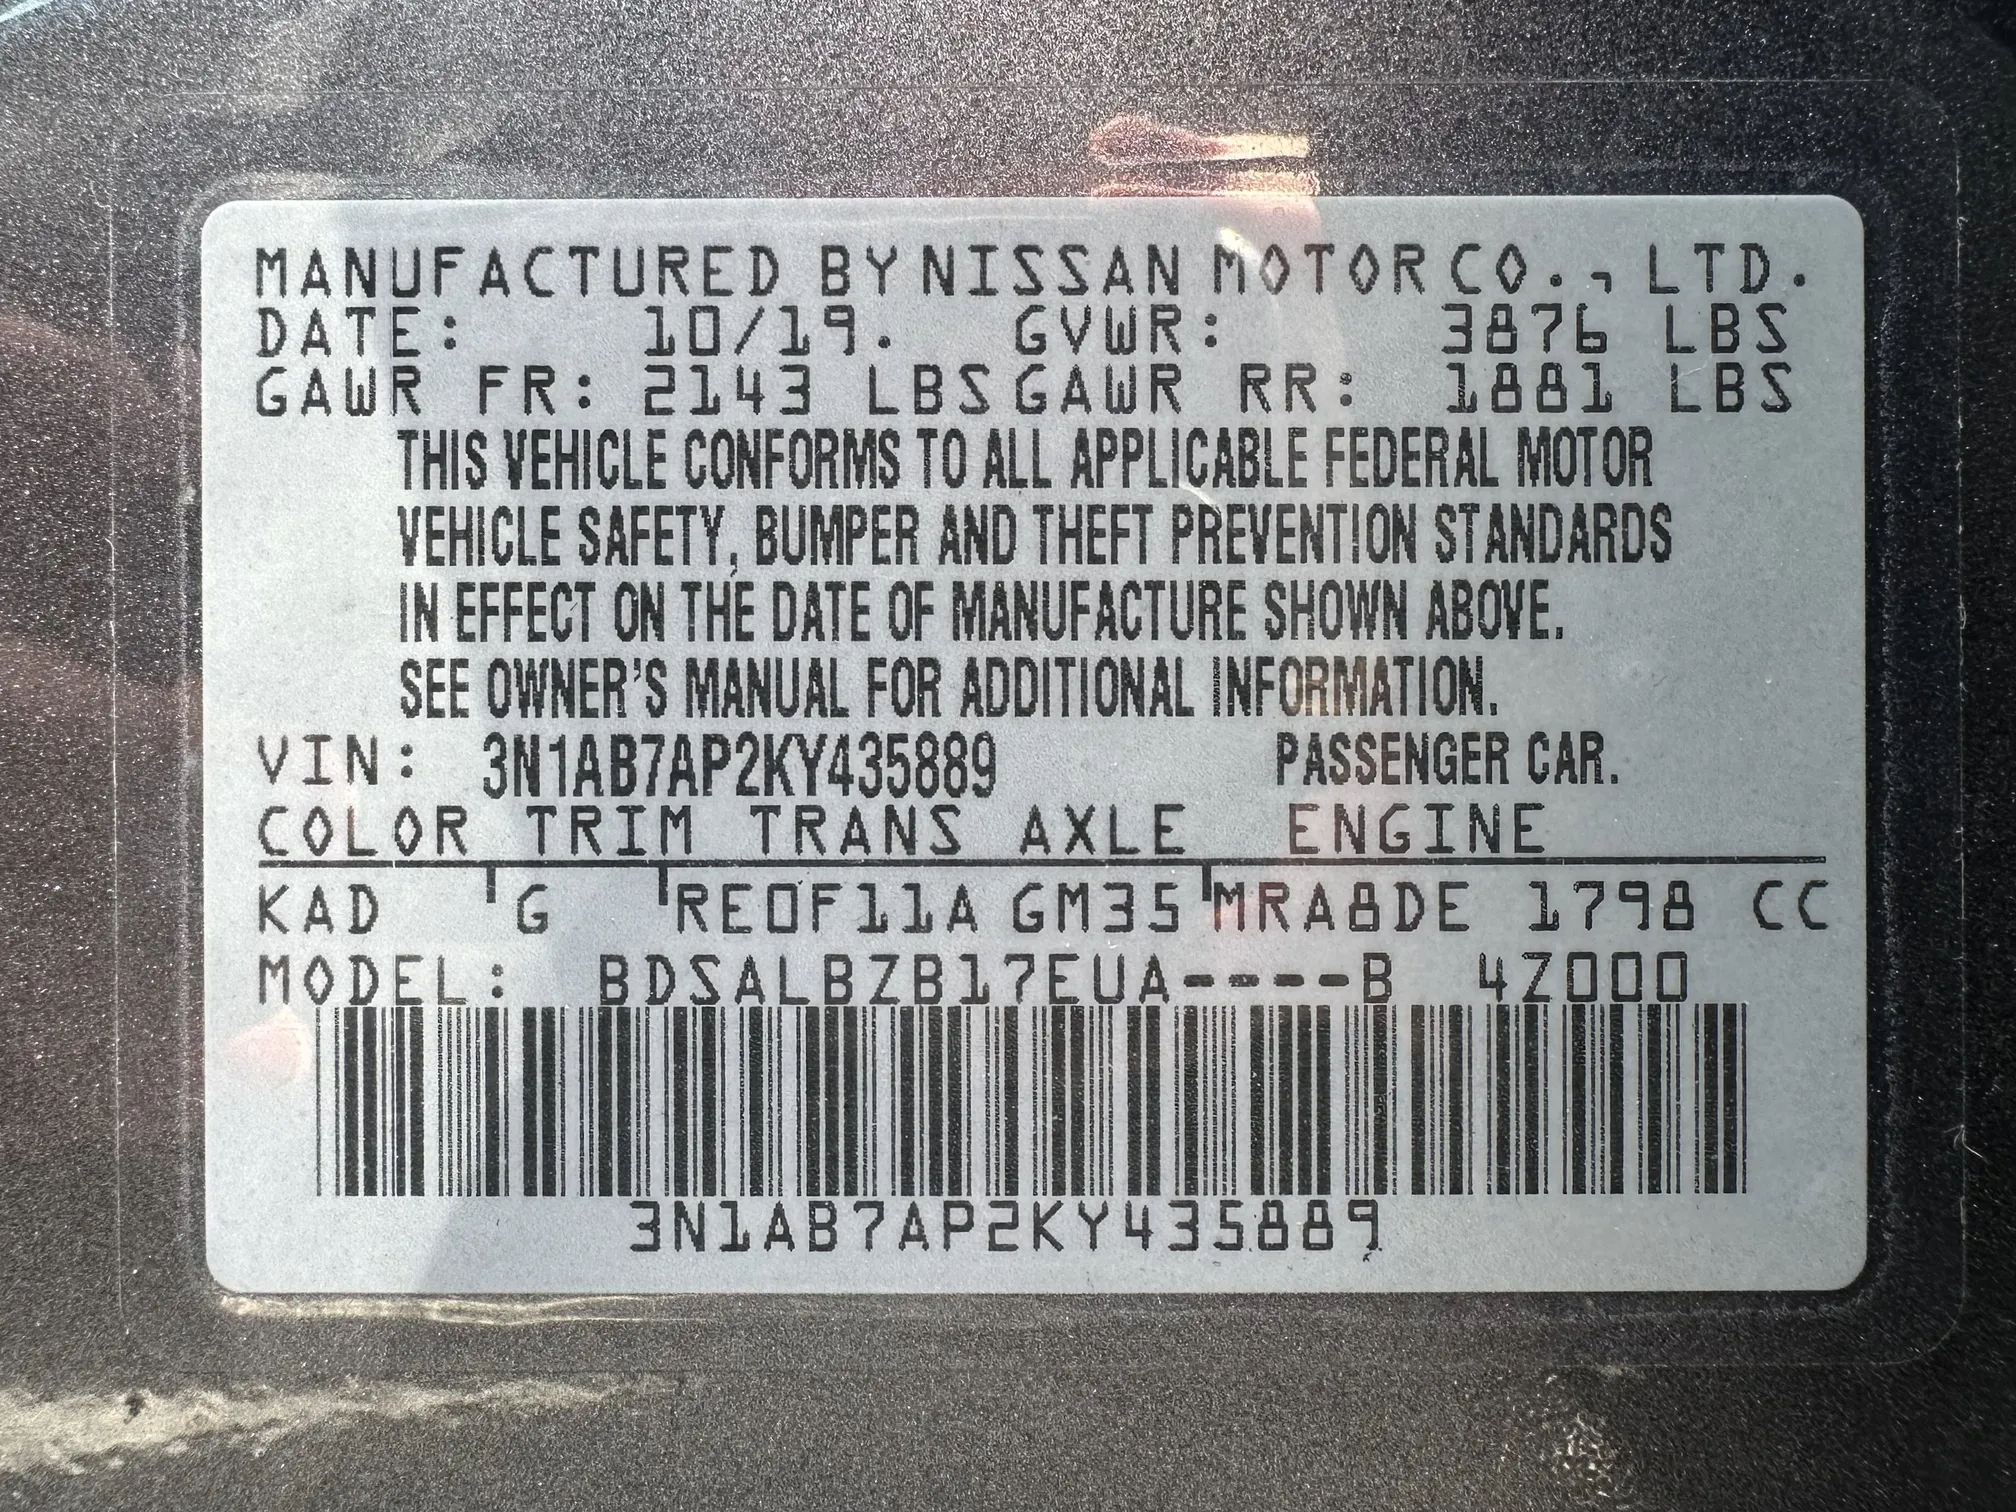 MANUFACTURED BY NISSAN MOTOR CO., LTD.
DATE: 10/19. GVWR: 3876 LBS
GAWR FR: 2143 LBS GAWR RR: 1881 LBS
THIS VEHICLE CONFORMS TO ALL APPLICABLE FEDERAL MOTOR
VEHICLE SAFETY, BUMPER AND THEFT PREVENTION STANDARDS
IN EFFECT ON THE DATE OF MANUFACTURE SHOWN ABOVE.
SEE OWNER'S MANUAL FOR ADDITIONAL INFORMATION.
VIN: 3N1AB7AP2KY435889 PASSENGER CAR.
COLOR TRIM TRANS AXLE ENGINE
KAD G RE0F11A GM35 MRA8DE 1798 CC
MODEL: BDSALBZB17EUA----B 4Z000
3N1AB7AP2KY435889